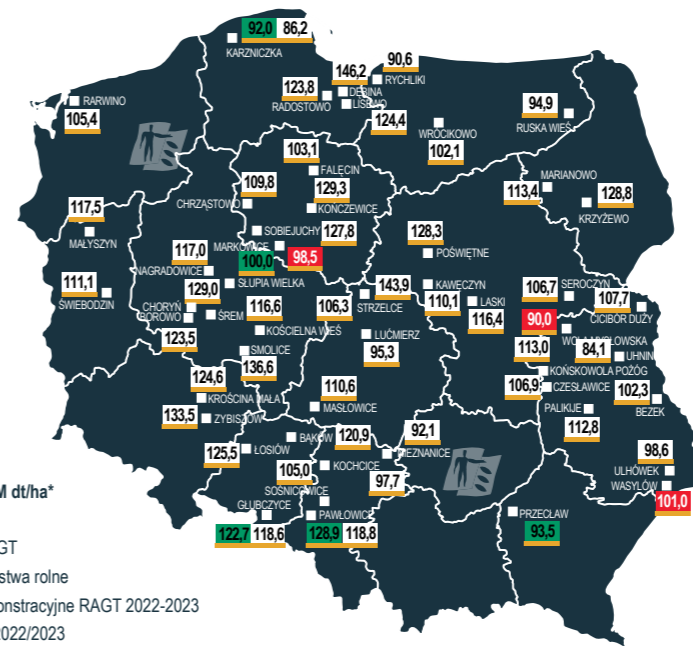 92,0 86,2
KARZNICZKA
90,6
RYCHLIKI
146,2
DĘBINA
123,8
RADOSTOWO
LISEWO
RARWINO
105,4
94,9
RUSKA WIEŚ
124,4
WRÓCIKOWO
102,1
103,1
FALĘCIN
109,8
CHRZĄSTOWO
129,3
KOŃCZEWICE
MARIANOWO
113,4
128,8
KRZYŻEWO
117,5
MAŁYSZYN
SOBIEJUCHY
127,8
MARKOWICE
128,3
POŚWIĘTNE
117,0
NAGRADOWICE
100,0
98,5
SŁUPIA WIELKA
111,1
ŚWIEBODZIN
129,0
CHORYŃ
BOROWO
ŚREM
116,6
KOŚCIELNA WIEŚ
106,3
143,9
STRZELCE
KAWĘCZYN
110,1
LASKI
116,4
106,7
SEROCZYN
107,7
CICIBÓR DUŻY
90,0
113,0
84,1
UHNIN
123,5
SMOLICE
136,6
LUĆMIERZ
95,3
KOŃSKOWOLA POŻÓG
106,9
CZESŁAWICE
102,3
BEZEK
124,6
KROŚCINA MAŁA
110,6
MASŁOWICE
PALIKIJE
112,8
133,5
ZYBISZÓW
125,5
ŁOSIÓW
BĄKÓW
120,9
92,1
KOCHCICE
97,7
98,6
ULHÓWEK
WASYLÓW
101,0
105,0
SOŚNICOWICE
GŁUBCZYCE
122,7 118,6
PAWŁOWICE
128,9 118,8
PRZECŁAW
93,5
M dt/ha*
GT
stwa rolne
onstracyjne RAGT 2022-2023
2022/2023